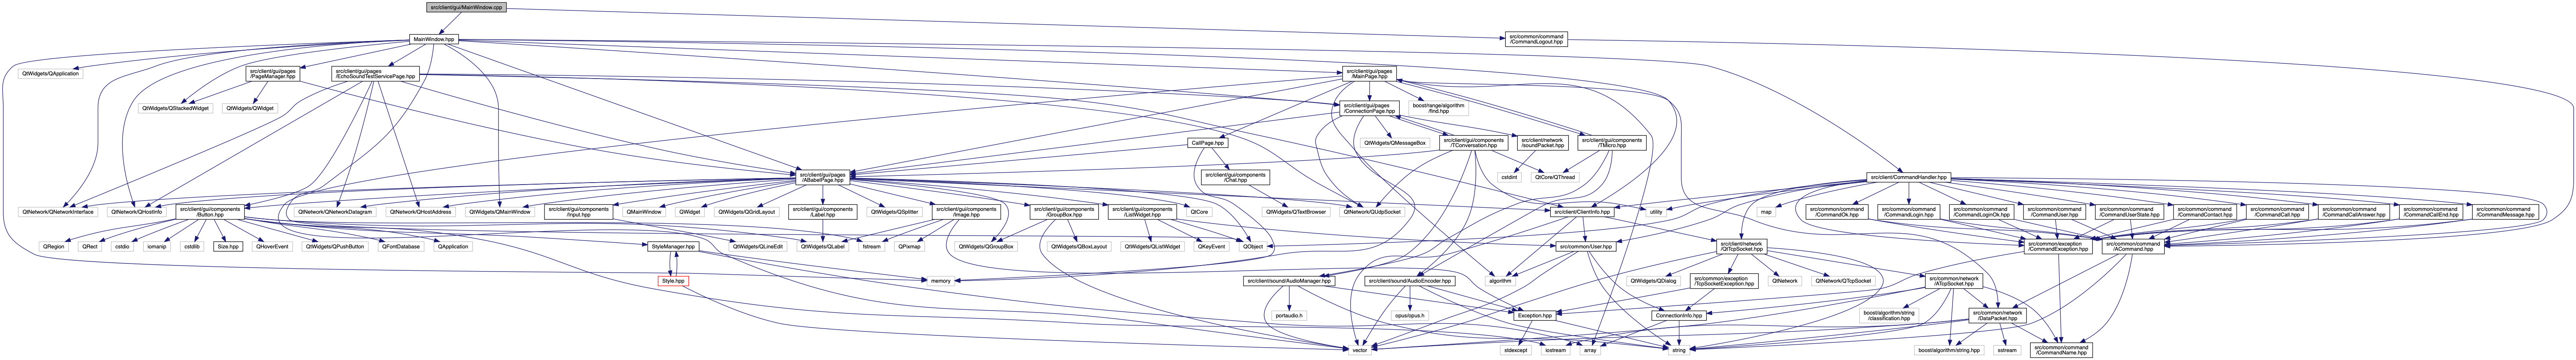 src/client/gui/MainWindow.cpp
MainWindow.hpp
src/common/command
/CommandLogout.hpp
QtWidgets/QApplication
src/client/gui/pages
/PageManager.hpp
src/client/gui/pages
/EchoSoundTestServicePage.hpp
src/client/gui/pages
/MainPage.hpp
QtWidgets/QStackedWidget
QtWidgets/QWidget
src/client/gui/pages
/ConnectionPage.hpp
boost/range/algorithm
/find.hpp
CallPage.hpp
QtWidgets/QMessageBox
src/client/gui/components
/TConversation.hpp
src/client/network
/soundPacket.hpp
src/client/gui/components
/TMicro.hpp
src/client/gui/pages
/ABabelPage.hpp
src/client/gui/components
/Chat.hpp
cstdint
QtCore/QThread
src/client/CommandHandler.hpp
QtNetwork/QNetworkInterface
QtNetwork/QHostInfo
src/client/gui/components
/Button.hpp
QtNetwork/QNetworkDatagram
QtNetwork/QHostAddress
QtWidgets/QMainWindow
src/client/gui/components
/Input.hpp
QMainWindow
QWidget
QtWidgets/QGridLayout
src/client/gui/components
/Label.hpp
QtWidgets/QSplitter
src/client/gui/components
/Image.hpp
src/client/gui/components
/GroupBox.hpp
src/client/gui/components
/ListWidget.hpp
QtCore
QtWidgets/QTextBrowser
QtNetwork/QUdpSocket
src/client/ClientInfo.hpp
utility
map
src/common/command
/CommandOk.hpp
src/common/command
/CommandLogin.hpp
src/common/command
/CommandLoginOk.hpp
src/common/command
/CommandUser.hpp
src/common/command
/CommandUserState.hpp
src/common/command
/CommandContact.hpp
src/common/command
/CommandCall.hpp
src/common/command
/CommandCallAnswer.hpp
src/common/command
/CommandCallEnd.hpp
src/common/command
/CommandMessage.hpp
QRegion
QRect
cstdio
iomanip
cstdlib
Size.hpp
QHoverEvent
QtWidgets/QPushButton
QFontDatabase
QApplication
StyleManager.hpp
QtWidgets/QLineEdit
QtWidgets/QLabel
fstream
QPixmap
QtWidgets/QGroupBox
QtWidgets/QBoxLayout
QtWidgets/QListWidget
QKeyEvent
QObject
src/common/User.hpp
src/client/network
/QtTcpSocket.hpp
src/common/exception
/CommandException.hpp
src/common/command
/ACommand.hpp
Style.hpp
memory
src/client/sound/AudioManager.hpp
src/client/sound/AudioEncoder.hpp
algorithm
QtWidgets/QDialog
src/common/exception
/TcpSocketException.hpp
QtNetwork
QtNetwork/QTcpSocket
src/common/network
/ATcpSocket.hpp
portaudio.h
opus/opus.h
Exception.hpp
ConnectionInfo.hpp
boost/algorithm/string
/classification.hpp
src/common/network
/DataPacket.hpp
vector
stdexcept
iostream
array
string
boost/algorithm/string.hpp
sstream
src/common/command
/CommandName.hpp